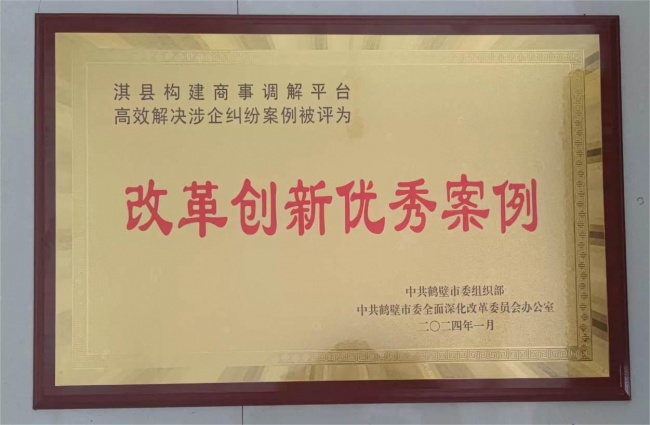 淇县构建商事调解平台
高效解决涉企纠纷案例被评为
改革创新优秀案例
中共鹤壁市委组织部
中共鹤壁市委全面深化改革委员会办公室
二〇二四年一月